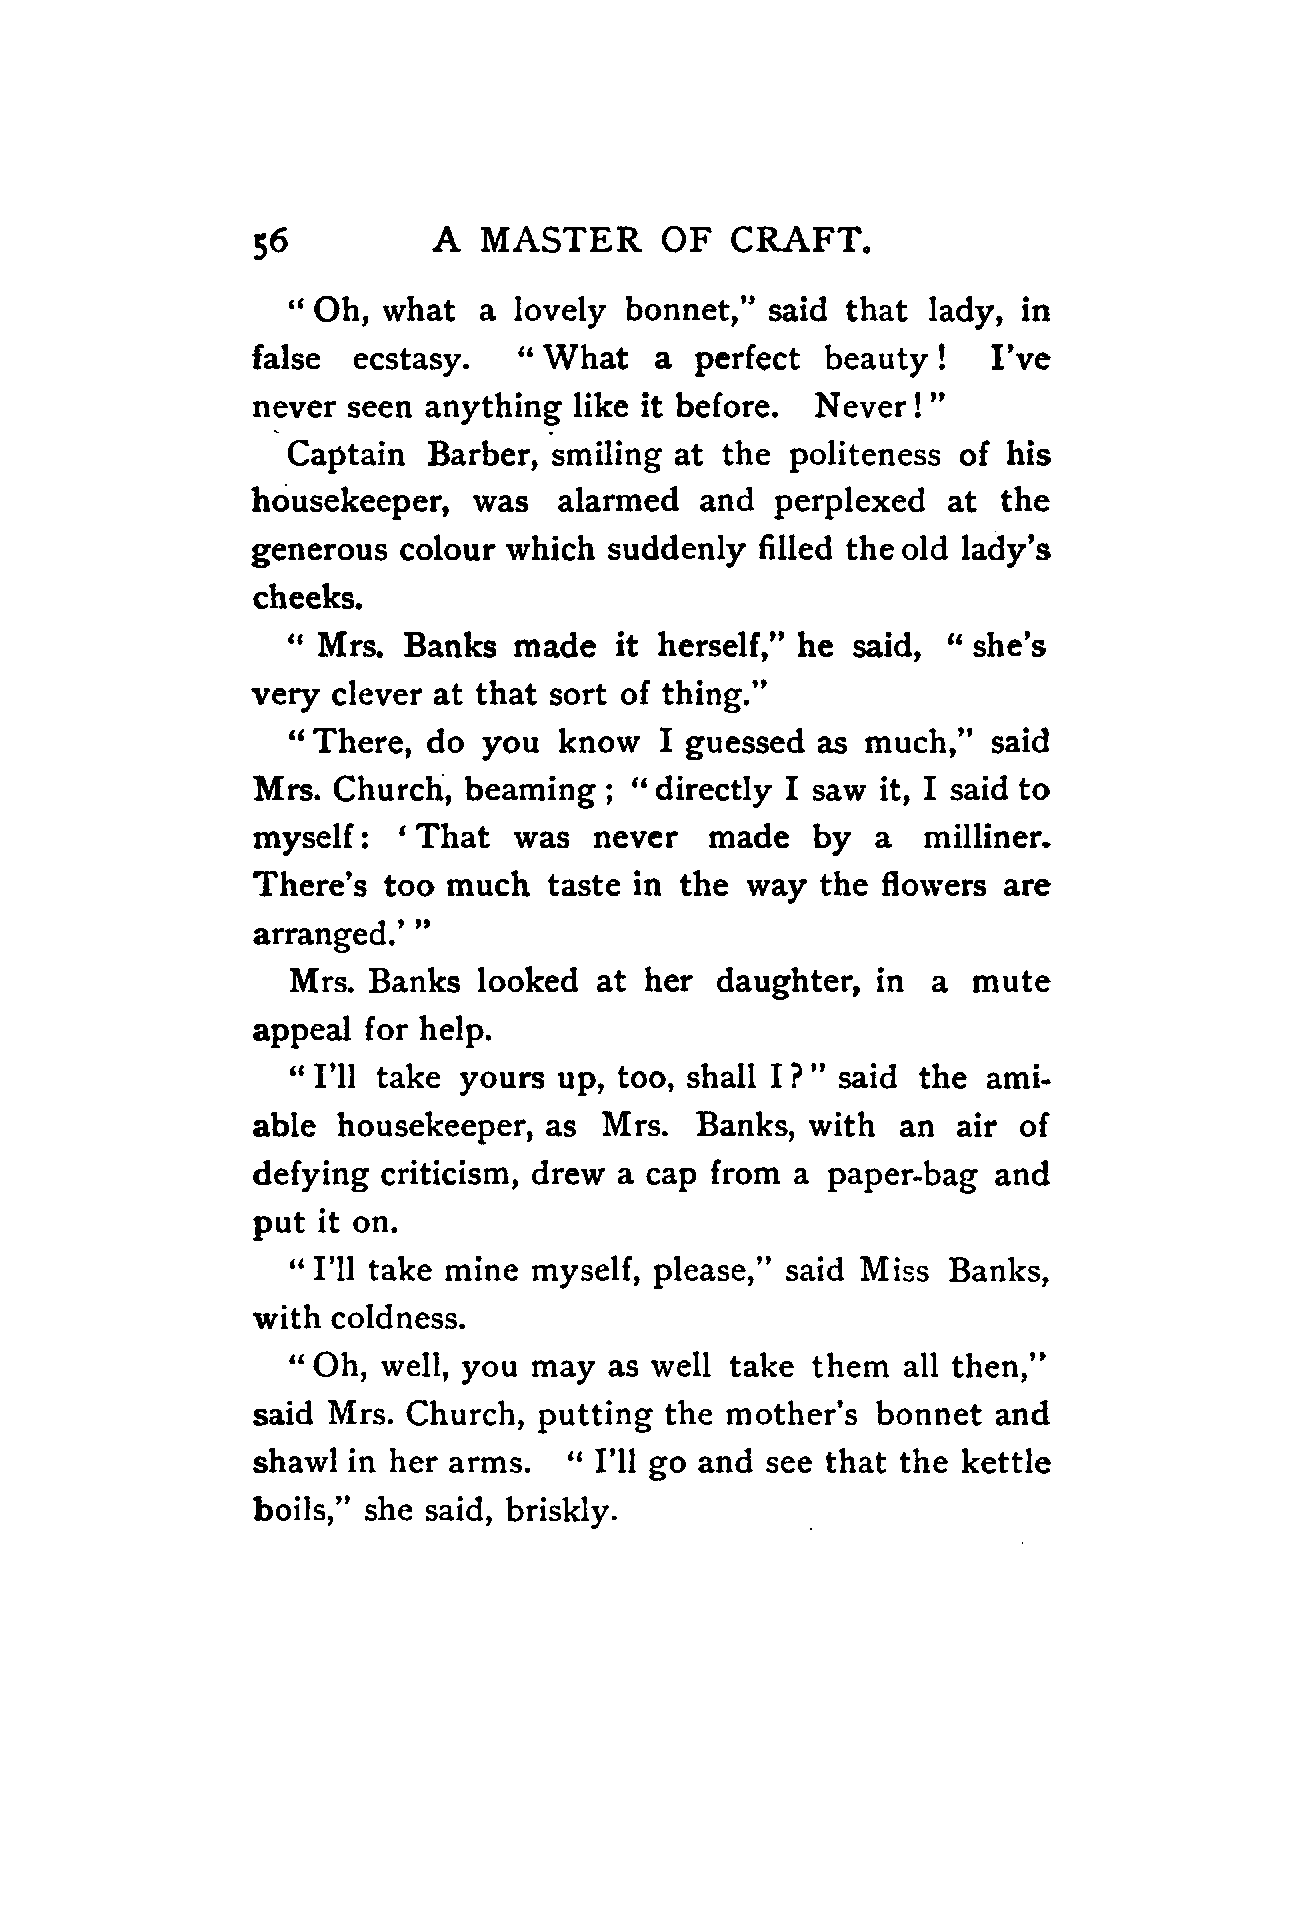 56 A MASTER OF CRAFT.
"Oh, what a lovely bonnet," said that lady, in
false ecstasy. "What a perfect beauty! I've
never seen anything like it before. Never!"
Captain Barber, smiling at the politeness of his
housekeeper, was alarmed and perplexed at the
generous colour which suddenly filled the old lady's
cheeks.
"Mrs. Banks made it herself," he said, "she's
very clever at that sort of thing."
"There, do you know I guessed as much," said
Mrs. Church, beaming; "directly I saw it, I said to
myself: 'That was never made by a milliner.
There's too much taste in the way the flowers are
arranged.'"
Mrs. Banks looked at her daughter, in a mute
appeal for help.
"I'll take yours up, too, shall I?" said the ami-
able housekeeper, as Mrs. Banks, with an air of
defying criticism, drew a cap from a paper-bag and
put it on.
"I'll take mine myself, please," said Miss Banks,
with coldness.
"Oh, well, you may as well take them all then,"
said Mrs. Church, putting the mother's bonnet and
shawl in her arms. "I'll go and see that the kettle
boils," she said, briskly.